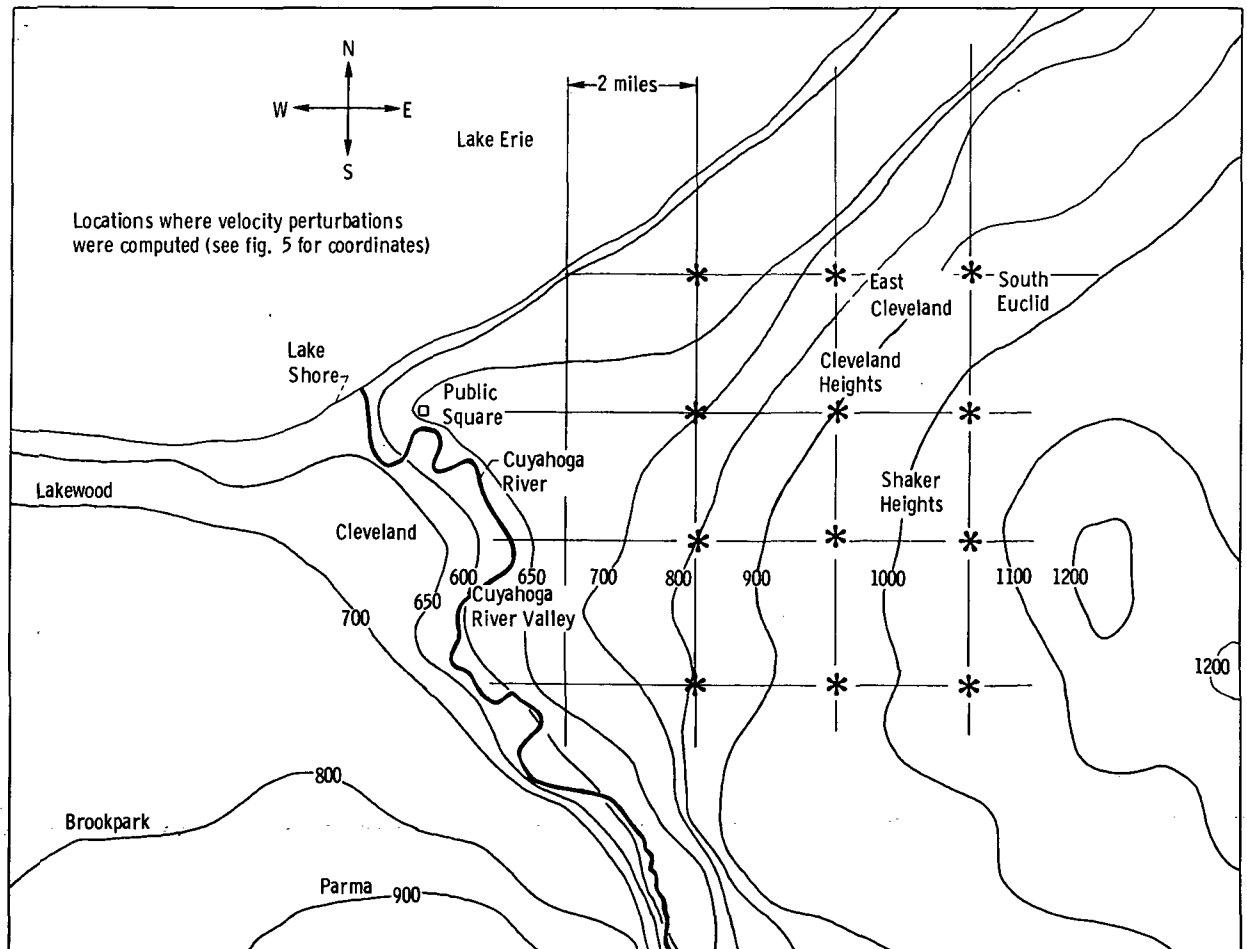 N
W E
S
2 miles
Lake Erie
Locations where velocity perturbations
were computed (see fig. 5 for coordinates)
East
Cleveland
South
Euclid
Lake
Shore
Public
Square
Cleveland
Heights
Cuyahoga
River
Lakewood
Cleveland
Shaker
Heights
600
650
700
800
900
1000
1100
1200
650
700
Cuyahoga
River Valley
1200
800
Brookpark
Parma
900